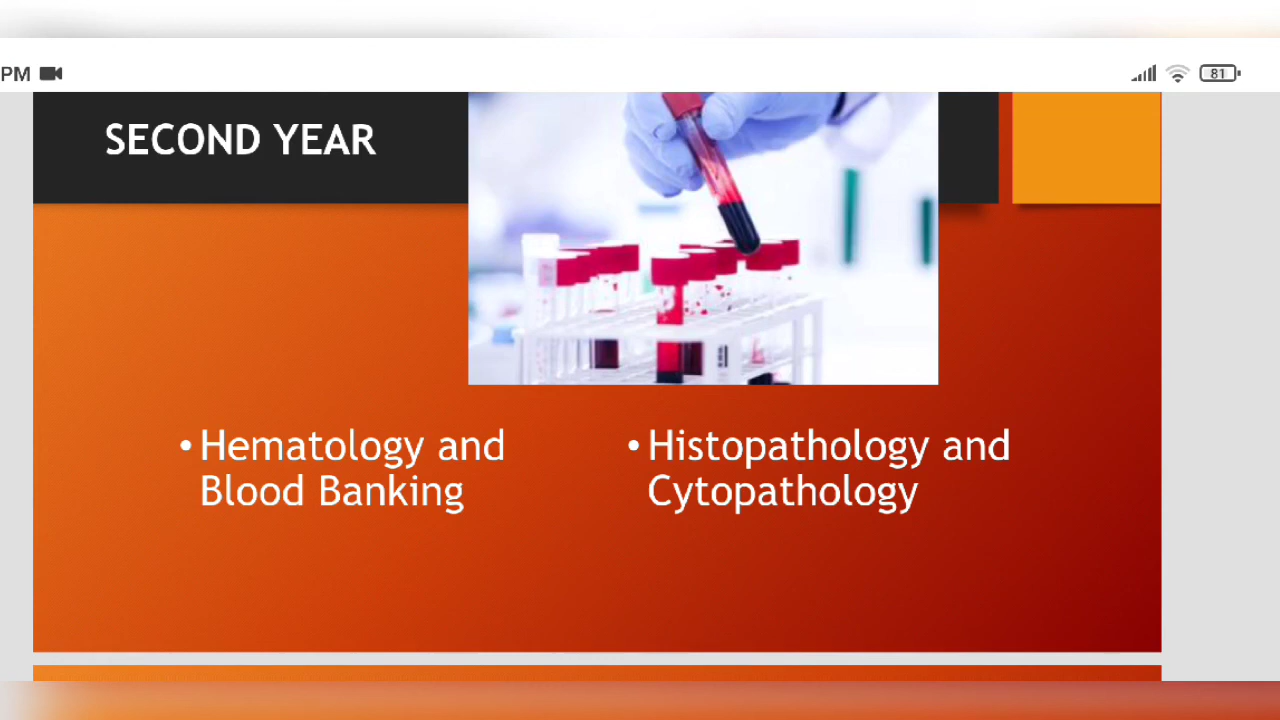 PM
81
SECOND YEAR
• Hematology and
Blood Banking
• Histopathology and
Cytopathology